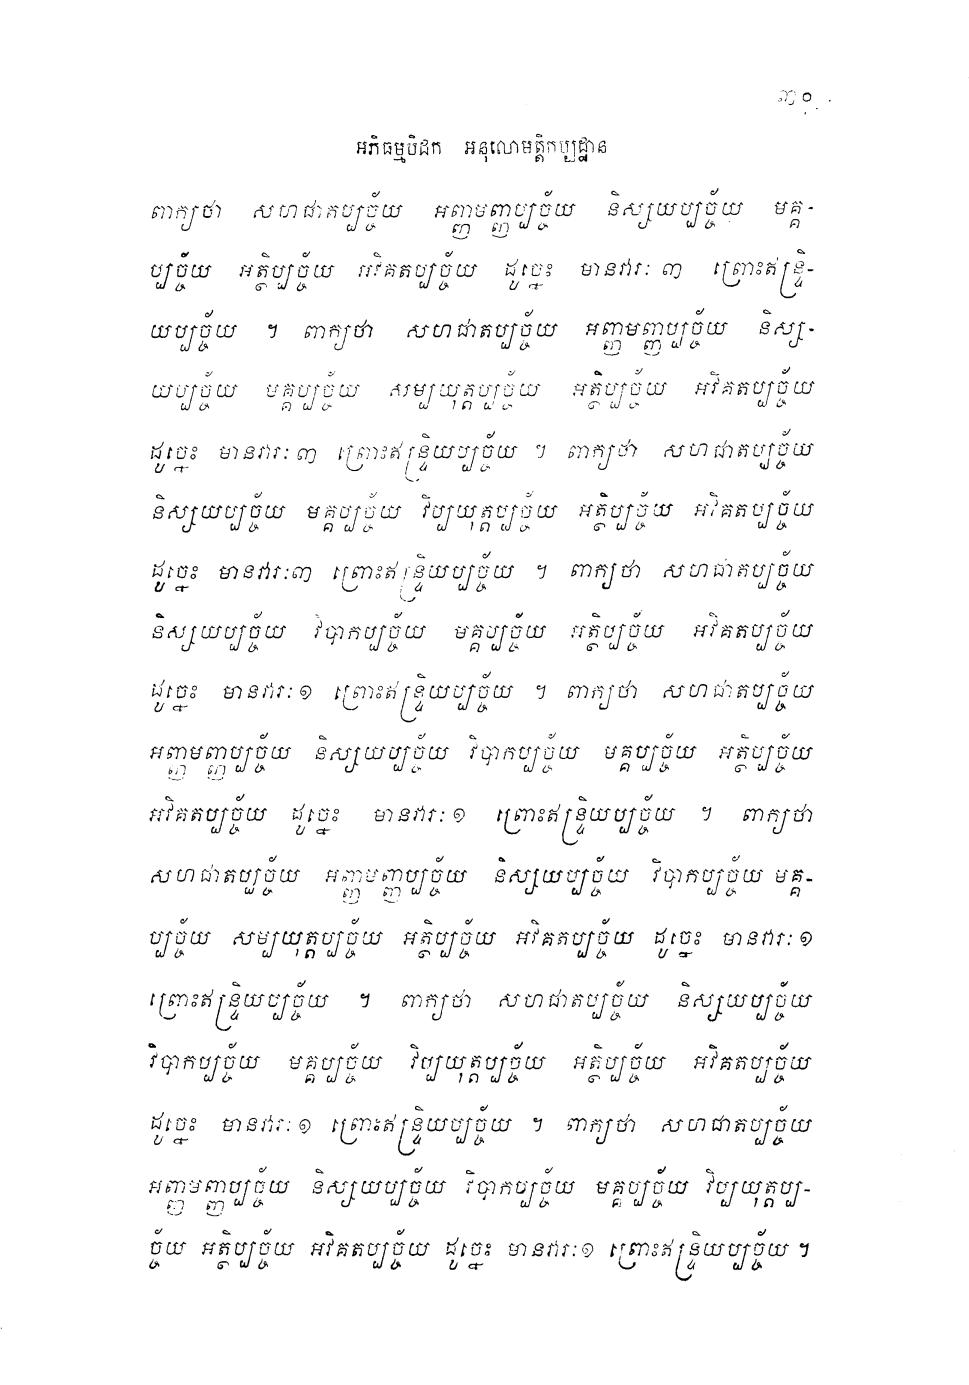 ៣០
អភិធម្មបិដក អនុលោមត្តិកប្បដ្ឋាន
ពាក្យថា សហជាតប្បច្ច័យ អញ្ញាមញ្ញប្បច្ច័យ និស្សយប្បច្ច័យ មគ្គ-
ប្បច្ច័យ អត្ថិប្បច្ច័យ អវិគតប្បច្ច័យ ដូច្នេះ មានវារៈ ៣ ព្រោះឥន្ទ្រិ-
យប្បច្ច័យ ។ ពាក្យថា សហជាតប្បច្ច័យ អញ្ញាមញ្ញប្បច្ច័យ និស្ស-
យប្បច្ច័យ មគ្គប្បច្ច័យ សម្បយុត្តប្បច្ច័យ អត្ថិប្បច្ច័យ អវិគតប្បច្ច័យ
ដូច្នេះ មានវារៈ ៣ ព្រោះឥន្ទ្រិយប្បច្ច័យ ។ ពាក្យថា សហជាតប្បច្ច័យ
និស្សយប្បច្ច័យ មគ្គប្បច្ច័យ វិប្បយុត្តប្បច្ច័យ អត្ថិប្បច្ច័យ អវិគតប្បច្ច័យ
ដូច្នេះ មានវារៈ៣ ព្រោះឥន្ទ្រិយប្បច្ច័យ ។ ពាក្យថា សហជាតប្បច្ច័យ
និស្សយប្បច្ច័យ វិបាកប្បច្ច័យ មគ្គប្បច្ច័យ អត្ថិប្បច្ច័យ អវិគតប្បច្ច័យ
ដូច្នេះ មានវារៈ ១ ព្រោះឥន្ទ្រិយប្បច្ច័យ ។ ពាក្យថា សហជាតប្បច្ច័យ
អញ្ញាមញ្ញប្បច្ច័យ និស្សយប្បច្ច័យ វិបាកប្បច្ច័យ មគ្គប្បច្ច័យ អត្ថិប្បច្ច័យ
អវិគតប្បច្ច័យ ដូច្នេះ មានវារៈ ១ ព្រោះឥន្ទ្រិយប្បច្ច័យ ។ ពាក្យថា
សហជាតប្បច្ច័យ អញ្ញាមញ្ញប្បច្ច័យ និស្សយប្បច្ច័យ វិបាកប្បច្ច័យ មគ្គ-
ប្បច្ច័យ សម្បយុត្តប្បច្ច័យ អត្ថិប្បច្ច័យ អវិគតប្បច្ច័យ ដូច្នេះ មានវារៈ ១
ព្រោះឥន្ទ្រិយប្បច្ច័យ ។ ពាក្យថា សហជាតប្បច្ច័យ និស្សយប្បច្ច័យ
វិបាកប្បច្ច័យ មគ្គប្បច្ច័យ វិប្បយុត្តប្បច្ច័យ អត្ថិប្បច្ច័យ អវិគតប្បច្ច័យ
ដូច្នេះ មានវារៈ ១ ព្រោះឥន្ទ្រិយប្បច្ច័យ ។ ពាក្យថា សហជាតប្បច្ច័យ
អញ្ញាមញ្ញប្បច្ច័យ និស្សយប្បច្ច័យ វិបាកប្បច្ច័យ មគ្គប្បច្ច័យ វិប្បយុត្តប្ប-
ច្ច័យ អត្ថិប្បច្ច័យ អវិគតប្បច្ច័យ ដូច្នេះ មានវារៈ ១ ព្រោះឥន្ទ្រិយប្បច្ច័យ ។